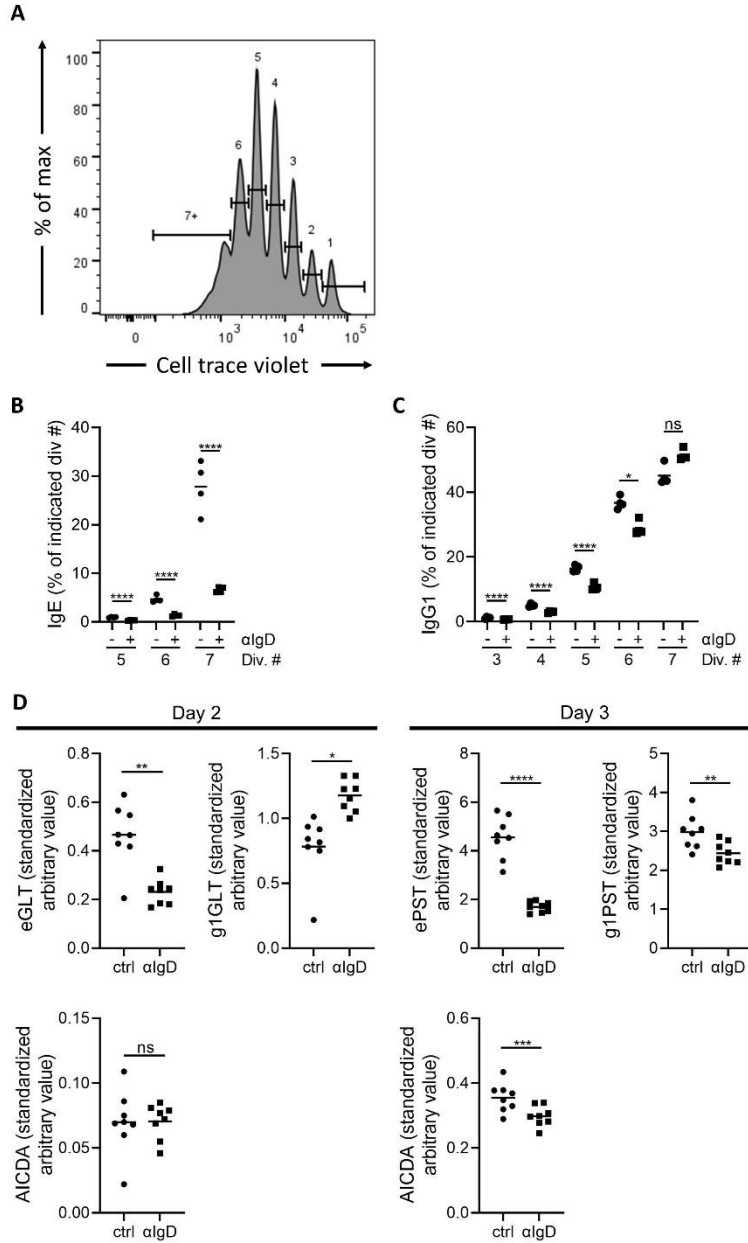 A
% of max
100
80
60
40
20
0
5
4
6
3
7+
2
1
0
10³
10⁴
10⁵
Cell trace violet
B
IgE (% of indicated div #)
40
30
20
10
0
****
****
****
- + - + - +
5 6 7
αIgD
Div. #
C
IgG1 (% of indicated div #)
60
40
20
0
****
****
****
*
ns
- + - + - + - + - +
3 4 5 6 7
αIgD
Div. #
D
Day 2
Day 3
eGLT (standardized
arbitrary value)
0.8
0.6
0.4
0.2
0.0
**
ctrl αIgD
g1GLT (standardized
arbitrary value)
1.5
1.0
0.5
0.0
*
ctrl αIgD
ePST (standardized
arbitrary value)
8
6
4
2
0
****
ctrl αIgD
g1PST (standardized
arbitrary value)
5
4
3
2
1
0
**
ctrl αIgD
AICDA (standardized
arbitrary value)
0.15
0.10
0.05
0.00
ns
ctrl αIgD
AICDA (standardized
arbitrary value)
0.6
0.4
0.2
0.0
***
ctrl αIgD